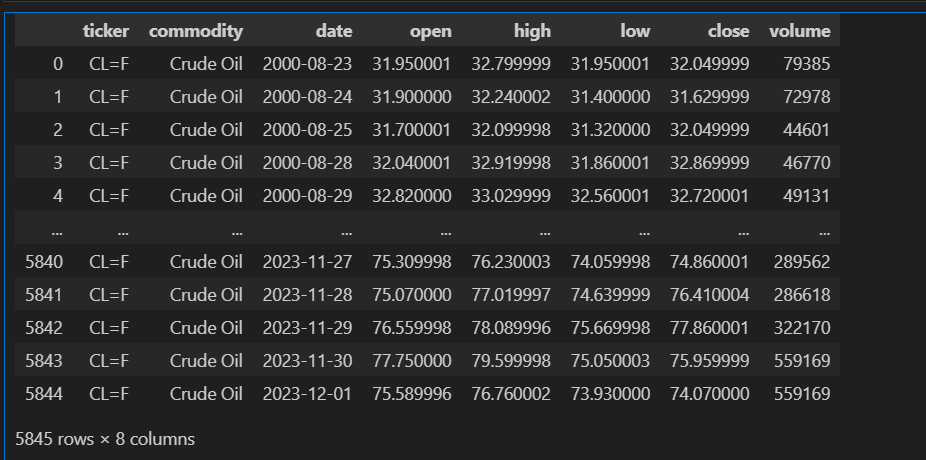 ticker commodity date open high low close volume
0 CL=F Crude Oil 2000-08-23 31.950001 32.799999 31.950001 32.049999 79385
1 CL=F Crude Oil 2000-08-24 31.900000 32.240002 31.400000 31.629999 72978
2 CL=F Crude Oil 2000-08-25 31.700001 32.099998 31.320000 32.049999 44601
3 CL=F Crude Oil 2000-08-28 32.040001 32.919998 31.860001 32.869999 46770
4 CL=F Crude Oil 2000-08-29 32.820000 33.029999 32.560001 32.720001 49131
... ... ... ... ... ... ... ... ...
5840 CL=F Crude Oil 2023-11-27 75.309998 76.230003 74.059998 74.860001 289562
5841 CL=F Crude Oil 2023-11-28 75.070000 77.019997 74.639999 76.410004 286618
5842 CL=F Crude Oil 2023-11-29 76.559998 78.089996 75.669998 77.860001 322170
5843 CL=F Crude Oil 2023-11-30 77.750000 79.599998 75.050003 75.959999 559169
5844 CL=F Crude Oil 2023-12-01 75.589996 76.760002 73.930000 74.070000 559169
5845 rows × 8 columns